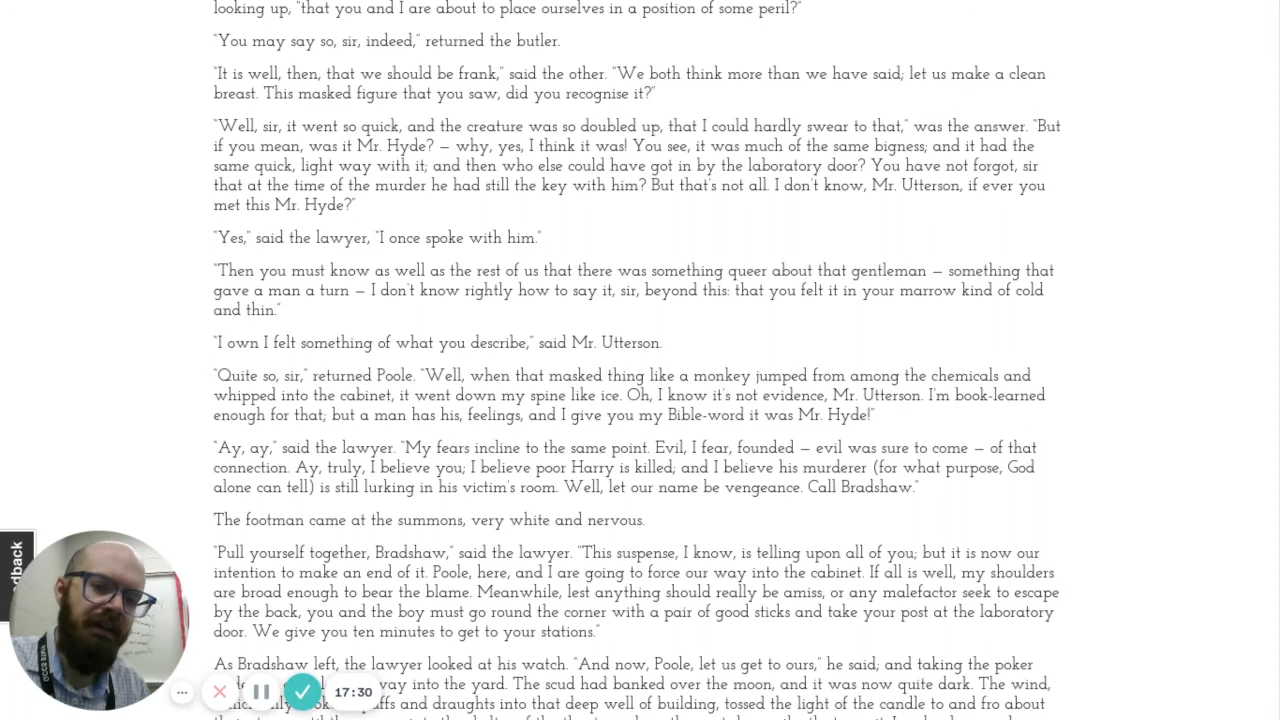 looking up, “that you and I are about to place ourselves in a position of some peril?”
“You may say so, sir, indeed,” returned the butler.
“It is well, then, that we should be frank,” said the other. “We both think more than we have said; let us make a clean
breast. This masked figure that you saw, did you recognise it?”
“Well, sir, it went so quick, and the creature was so doubled up, that I could hardly swear to that,” was the answer. “But
if you mean, was it Mr. Hyde? — why, yes, I think it was! You see, it was much of the same bigness; and it had the
same quick, light way with it; and then who else could have got in by the laboratory door? You have not forgot, sir
that at the time of the murder he had still the key with him? But that’s not all. I don’t know, Mr. Utterson, if ever you
met this Mr. Hyde?”
“Yes,” said the lawyer, “I once spoke with him.”
“Then you must know as well as the rest of us that there was something queer about that gentleman — something that
gave a man a turn — I don’t know rightly how to say it, sir, beyond this: that you felt it in your marrow kind of cold
and thin.”
“I own I felt something of what you describe,” said Mr. Utterson.
“Quite so, sir,” returned Poole. “Well, when that masked thing like a monkey jumped from among the chemicals and
whipped into the cabinet, it went down my spine like ice. Oh, I know it’s not evidence, Mr. Utterson. I’m book-learned
enough for that; but a man has his, feelings, and I give you my Bible-word it was Mr. Hyde!”
“Ay, ay,” said the lawyer. “My fears incline to the same point. Evil, I fear, founded — evil was sure to come — of that
connection. Ay, truly, I believe you; I believe poor Harry is killed; and I believe his murderer (for what purpose, God
alone can tell) is still lurking in his victim’s room. Well, let our name be vengeance. Call Bradshaw.”
The footman came at the summons, very white and nervous.
“Pull yourself together, Bradshaw,” said the lawyer. “This suspense, I know, is telling upon all of you; but it is now our
intention to make an end of it. Poole, here, and I are going to force our way into the cabinet. If all is well, my shoulders
are broad enough to bear the blame. Meanwhile, lest anything should really be amiss, or any malefactor seek to escape
by the back, you and the boy must go round the corner with a pair of good sticks and take your post at the laboratory
door. We give you ten minutes to get to your stations.”
As Bradshaw left, the lawyer looked at his watch. “And now, Poole, let us get to ours,” he said; and taking the poker
way into the yard. The scud had banked over the moon, and it was now quite dark. The wind,
and draughts into that deep well of building, tossed the light of the candle to and fro about
dback
17:30